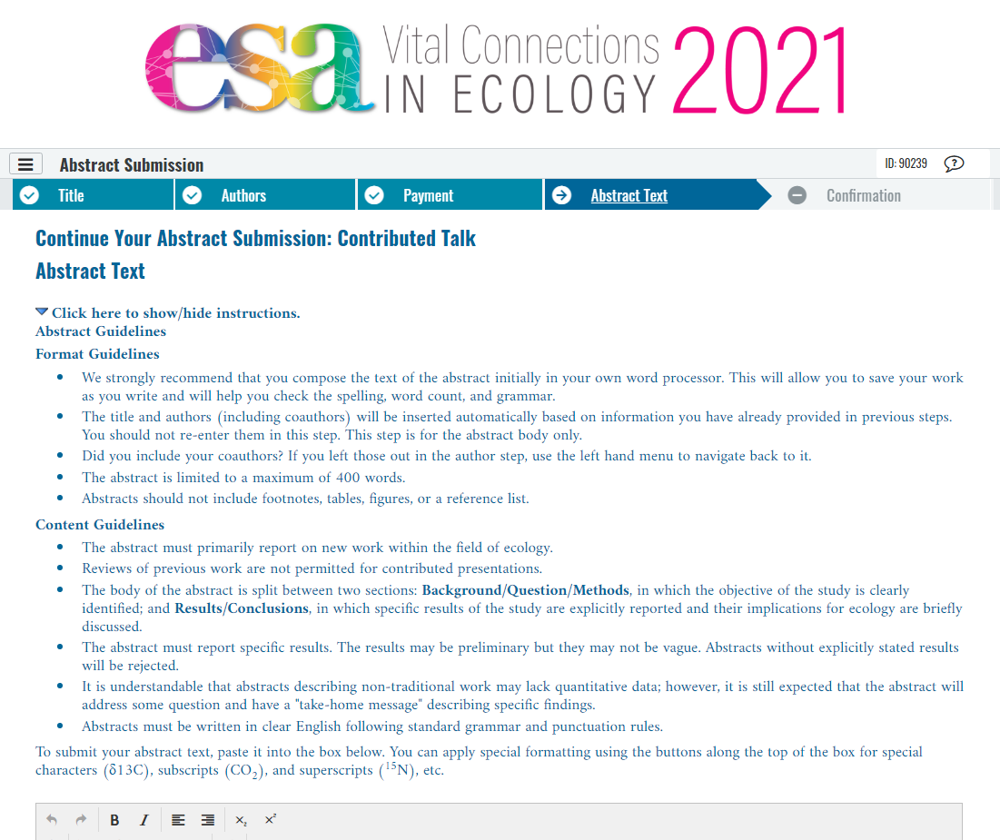 esa Vital Connections IN ECOLOGY 2021
Abstract Submission
ID: 90239
Title
Authors
Payment
Abstract Text
Confirmation
Continue Your Abstract Submission: Contributed Talk
Abstract Text
Click here to show/hide instructions.
Abstract Guidelines
Format Guidelines
• We strongly recommend that you compose the text of the abstract initially in your own word processor. This will allow you to save your work
as you write and will help you check the spelling, word count, and grammar.
• The title and authors (including coauthors) will be inserted automatically based on information you have already provided in previous steps.
You should not re-enter them in this step. This step is for the abstract body only.
• Did you include your coauthors? If you left those out in the author step, use the left hand menu to navigate back to it.
• The abstract is limited to a maximum of 400 words.
• Abstracts should not include footnotes, tables, figures, or a reference list.
Content Guidelines
• The abstract must primarily report on new work within the field of ecology.
• Reviews of previous work are not permitted for contributed presentations.
• The body of the abstract is split between two sections: Background/Question/Methods, in which the objective of the study is clearly
identified; and Results/Conclusions, in which specific results of the study are explicitly reported and their implications for ecology are briefly
discussed.
• The abstract must report specific results. The results may be preliminary but they may not be vague. Abstracts without explicitly stated results
will be rejected.
• It is understandable that abstracts describing non-traditional work may lack quantitative data; however, it is still expected that the abstract will
address some question and have a "take-home message" describing specific findings.
• Abstracts must be written in clear English following standard grammar and punctuation rules.
To submit your abstract text, paste it into the box below. You can apply special formatting using the buttons along the top of the box for special
characters (δ13C), subscripts (CO₂), and superscripts (¹⁵N), etc.
B I x₂ x²